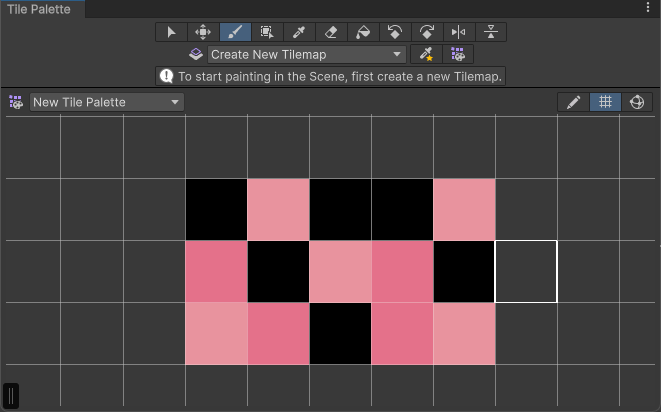 Tile Palette
Create New Tilemap
To start painting in the Scene, first create a new Tilemap.
New Tile Palette